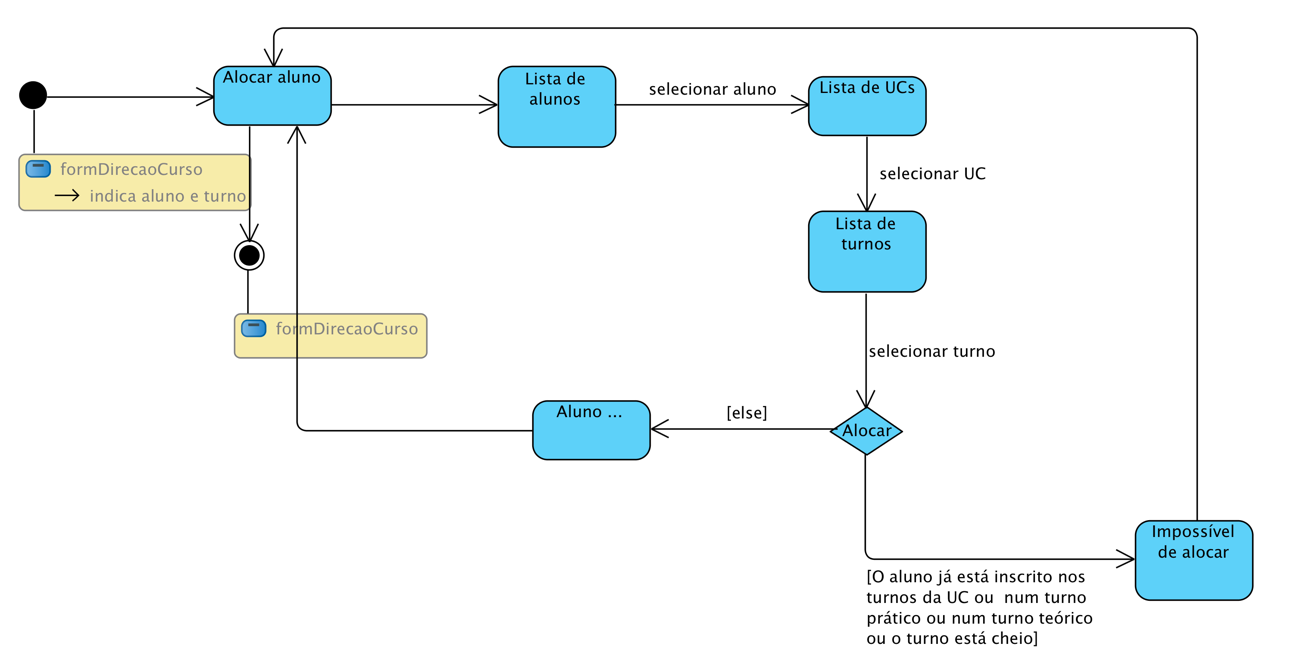 Alocar aluno
Lista de
alunos
selecionar aluno
Lista de UCs
formDirecaoCurso
indica aluno e turno
selecionar UC
Lista de
turnos
formDirecaoCurso
selecionar turno
Aluno ...
[else]
Alocar
Impossível
de alocar
[O aluno já está inscrito nos
turnos da UC ou  num turno
prático ou num turno teórico
ou o turno está cheio]